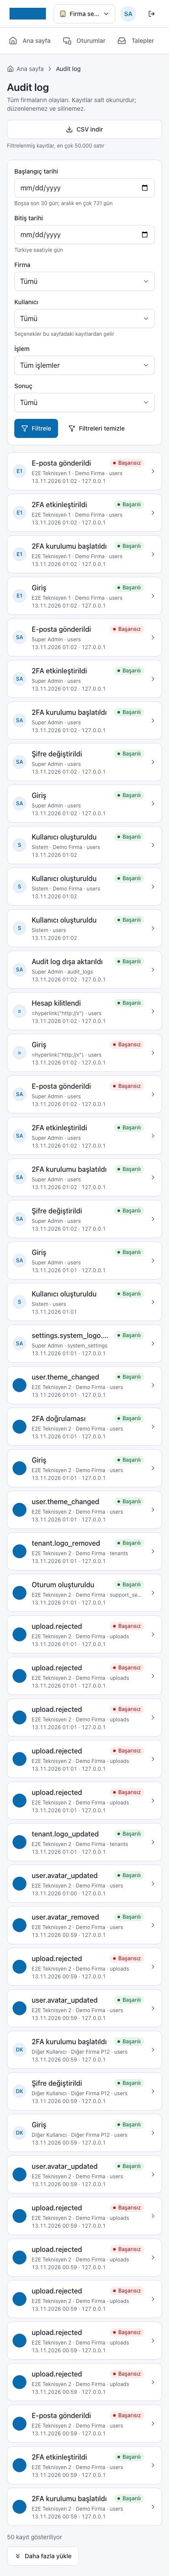 Firma se...
SA
Ana sayfa
Oturumlar
Talepler
Ana sayfa > Audit log
Audit log
Tüm firmaların olayları. Kayıtlar salt okunurdur; düzenlenemez ve silinemez.
CSV indir
Filtrelenmiş kayıtlar, en çok 50.000 satır
Başlangıç tarihi
mm/dd/yyyy
Boşsa son 30 gün; aralık en çok 731 gün
Bitiş tarihi
mm/dd/yyyy
Türkiye saatiyle gün
Firma
Tümü
Kullanıcı
Tümü
Seçenekler bu sayfadaki kayıtlardan gelir
İşlem
Tüm işlemler
Sonuç
Tümü
Filtrele
Filtreleri temizle
E1
E-posta gönderildi
Başarısız
E2E Teknisyen 1 · Demo Firma · users
13.11.2026 01:02 · 127.0.0.1
E1
2FA etkinleştirildi
Başarılı
E2E Teknisyen 1 · Demo Firma · users
13.11.2026 01:02 · 127.0.0.1
E1
2FA kurulumu başlatıldı
Başarılı
E2E Teknisyen 1 · Demo Firma · users
13.11.2026 01:02 · 127.0.0.1
E1
Giriş
Başarılı
E2E Teknisyen 1 · Demo Firma · users
13.11.2026 01:02 · 127.0.0.1
SA
E-posta gönderildi
Başarısız
Super Admin · users
13.11.2026 01:02 · 127.0.0.1
SA
2FA etkinleştirildi
Başarılı
Super Admin · users
13.11.2026 01:02 · 127.0.0.1
SA
2FA kurulumu başlatıldı
Başarılı
Super Admin · users
13.11.2026 01:02 · 127.0.0.1
SA
Şifre değiştirildi
Başarılı
Super Admin · users
13.11.2026 01:02 · 127.0.0.1
SA
Giriş
Başarılı
Super Admin · users
13.11.2026 01:02 · 127.0.0.1
S
Kullanıcı oluşturuldu
Başarılı
Sistem · Demo Firma · users
13.11.2026 01:02
S
Kullanıcı oluşturuldu
Başarılı
Sistem · Demo Firma · users
13.11.2026 01:02
S
Kullanıcı oluşturuldu
Başarılı
Sistem · users
13.11.2026 01:02
SA
Audit log dışa aktarıldı
Başarılı
Super Admin · audit_logs
13.11.2026 01:02 · 127.0.0.1
=
Hesap kilitlendi
Başarılı
=hyperlink("http://x") · users
13.11.2026 01:02 · 127.0.0.1
=
Giriş
Başarısız
=hyperlink("http://x") · users
13.11.2026 01:02 · 127.0.0.1
SA
E-posta gönderildi
Başarısız
Super Admin · users
13.11.2026 01:02 · 127.0.0.1
SA
2FA etkinleştirildi
Başarılı
Super Admin · users
13.11.2026 01:02 · 127.0.0.1
SA
2FA kurulumu başlatıldı
Başarılı
Super Admin · users
13.11.2026 01:02 · 127.0.0.1
SA
Şifre değiştirildi
Başarılı
Super Admin · users
13.11.2026 01:02 · 127.0.0.1
SA
Giriş
Başarılı
Super Admin · users
13.11.2026 01:01 · 127.0.0.1
S
Kullanıcı oluşturuldu
Başarılı
Sistem · users
13.11.2026 01:01
SA
settings.system_logo....
Başarılı
Super Admin · system_settings
13.11.2026 01:01 · 127.0.0.1
user.theme_changed
Başarılı
E2E Teknisyen 2 · Demo Firma · users
13.11.2026 01:01 · 127.0.0.1
2FA doğrulaması
Başarılı
E2E Teknisyen 2 · Demo Firma · users
13.11.2026 01:01 · 127.0.0.1
Giriş
Başarılı
E2E Teknisyen 2 · Demo Firma · users
13.11.2026 01:01 · 127.0.0.1
user.theme_changed
Başarılı
E2E Teknisyen 2 · Demo Firma · users
13.11.2026 01:01 · 127.0.0.1
tenant.logo_removed
Başarılı
E2E Teknisyen 2 · Demo Firma · tenants
13.11.2026 01:01 · 127.0.0.1
Oturum oluşturuldu
Başarılı
E2E Teknisyen 2 · Demo Firma · support_se...
13.11.2026 01:01 · 127.0.0.1
upload.rejected
Başarısız
E2E Teknisyen 2 · Demo Firma · uploads
13.11.2026 01:01 · 127.0.0.1
upload.rejected
Başarısız
E2E Teknisyen 2 · Demo Firma · uploads
13.11.2026 01:01 · 127.0.0.1
upload.rejected
Başarısız
E2E Teknisyen 2 · Demo Firma · uploads
13.11.2026 01:01 · 127.0.0.1
upload.rejected
Başarısız
E2E Teknisyen 2 · Demo Firma · uploads
13.11.2026 01:01 · 127.0.0.1
upload.rejected
Başarısız
E2E Teknisyen 2 · Demo Firma · uploads
13.11.2026 01:01 · 127.0.0.1
tenant.logo_updated
Başarılı
E2E Teknisyen 2 · Demo Firma · tenants
13.11.2026 01:01 · 127.0.0.1
user.avatar_updated
Başarılı
E2E Teknisyen 2 · Demo Firma · users
13.11.2026 01:00 · 127.0.0.1
user.avatar_removed
Başarılı
E2E Teknisyen 2 · Demo Firma · users
13.11.2026 00:59 · 127.0.0.1
upload.rejected
Başarısız
E2E Teknisyen 2 · Demo Firma · uploads
13.11.2026 00:59 · 127.0.0.1
user.avatar_updated
Başarılı
E2E Teknisyen 2 · Demo Firma · users
13.11.2026 00:59 · 127.0.0.1
DK
2FA kurulumu başlatıldı
Başarılı
Diğer Kullanıcı · Diğer Firma P12 · users
13.11.2026 00:59 · 127.0.0.1
DK
Şifre değiştirildi
Başarılı
Diğer Kullanıcı · Diğer Firma P12 · users
13.11.2026 00:59 · 127.0.0.1
DK
Giriş
Başarılı
Diğer Kullanıcı · Diğer Firma P12 · users
13.11.2026 00:59 · 127.0.0.1
user.avatar_updated
Başarılı
E2E Teknisyen 2 · Demo Firma · users
13.11.2026 00:59 · 127.0.0.1
upload.rejected
Başarısız
E2E Teknisyen 2 · Demo Firma · uploads
13.11.2026 00:59 · 127.0.0.1
upload.rejected
Başarısız
E2E Teknisyen 2 · Demo Firma · uploads
13.11.2026 00:59 · 127.0.0.1
upload.rejected
Başarısız
E2E Teknisyen 2 · Demo Firma · uploads
13.11.2026 00:59 · 127.0.0.1
upload.rejected
Başarısız
E2E Teknisyen 2 · Demo Firma · uploads
13.11.2026 00:59 · 127.0.0.1
upload.rejected
Başarısız
E2E Teknisyen 2 · Demo Firma · uploads
13.11.2026 00:59 · 127.0.0.1
E-posta gönderildi
Başarısız
E2E Teknisyen 2 · Demo Firma · users
13.11.2026 00:59 · 127.0.0.1
2FA etkinleştirildi
Başarılı
E2E Teknisyen 2 · Demo Firma · users
13.11.2026 00:59 · 127.0.0.1
2FA kurulumu başlatıldı
Başarılı
E2E Teknisyen 2 · Demo Firma · users
13.11.2026 00:59 · 127.0.0.1
50 kayıt gösteriliyor
Daha fazla yükle